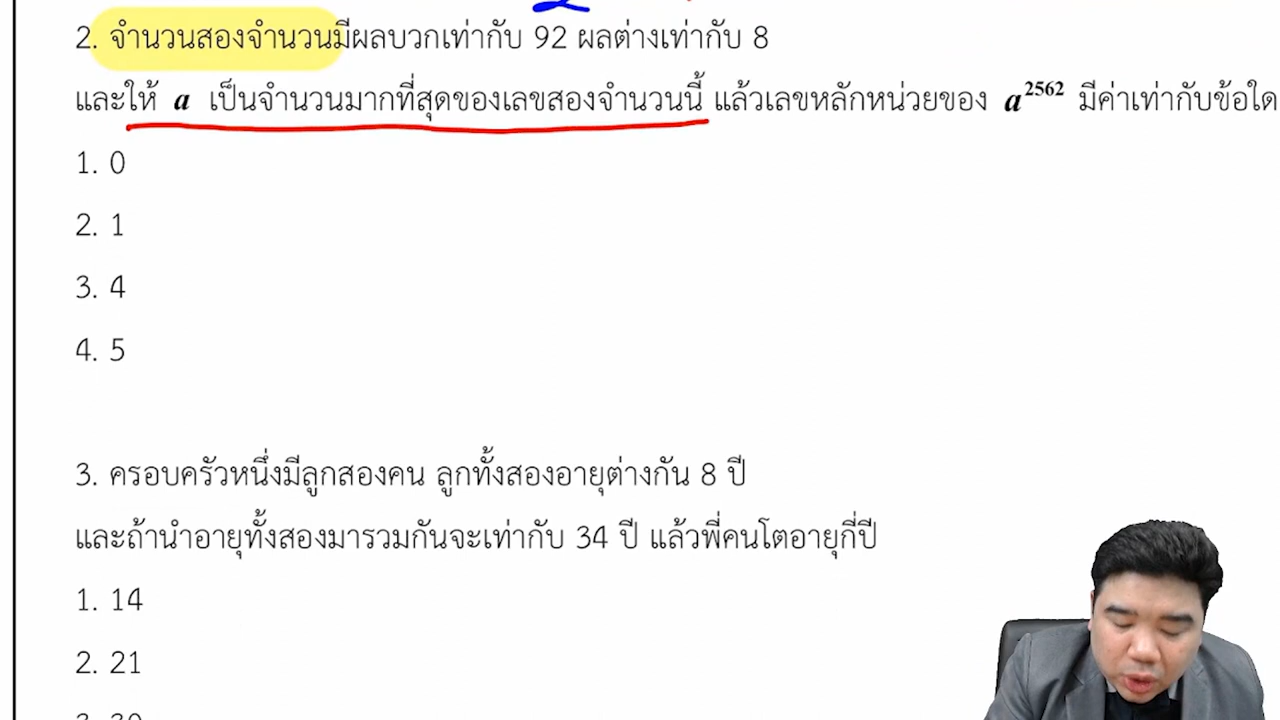 2. จำนวนสองจำนวนมีผลบวกเท่ากับ 92 ผลต่างเท่ากับ 8
และให้ a เป็นจำนวนมากที่สุดของเลขสองจำนวนนี้ แล้วเลขหลักหน่วยของ a²⁵⁶² มีค่าเท่ากับข้อใด
1. 0
2. 1
3. 4
4. 5
3. ครอบครัวหนึ่งมีลูกสองคน ลูกทั้งสองอายุต่างกัน 8 ปี
และถ้านำอายุทั้งสองมารวมกันจะเท่ากับ 34 ปี แล้วพี่คนโตอายุกี่ปี
1. 14
2. 21